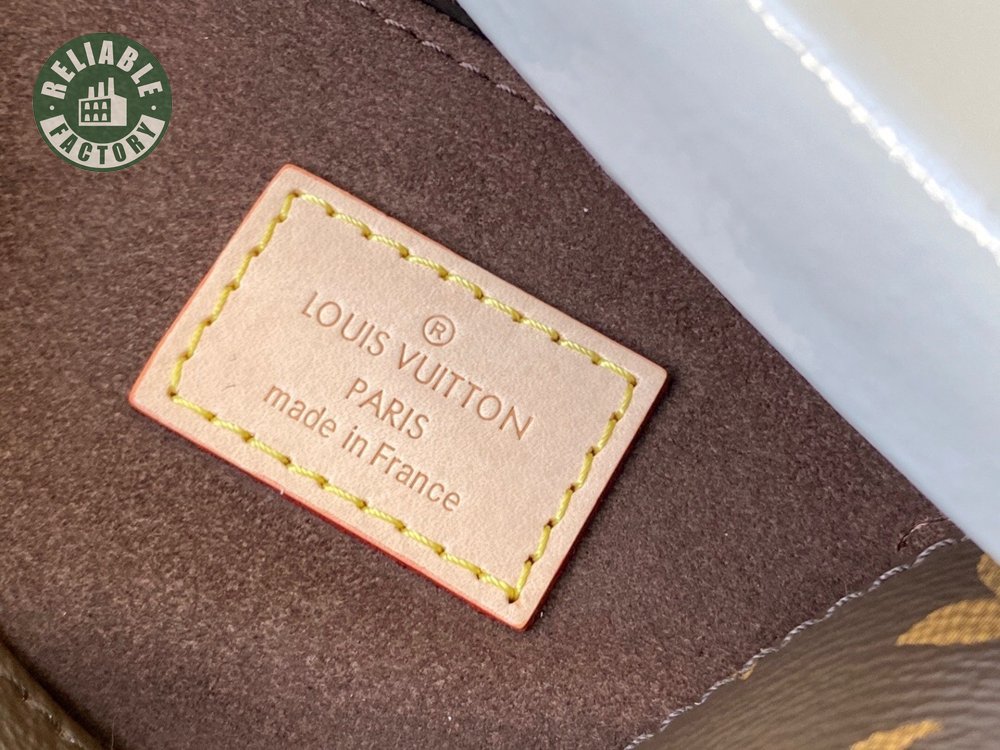 RELIABLE
FACTORY
®
LOUIS VUITTON
PARIS
made in France